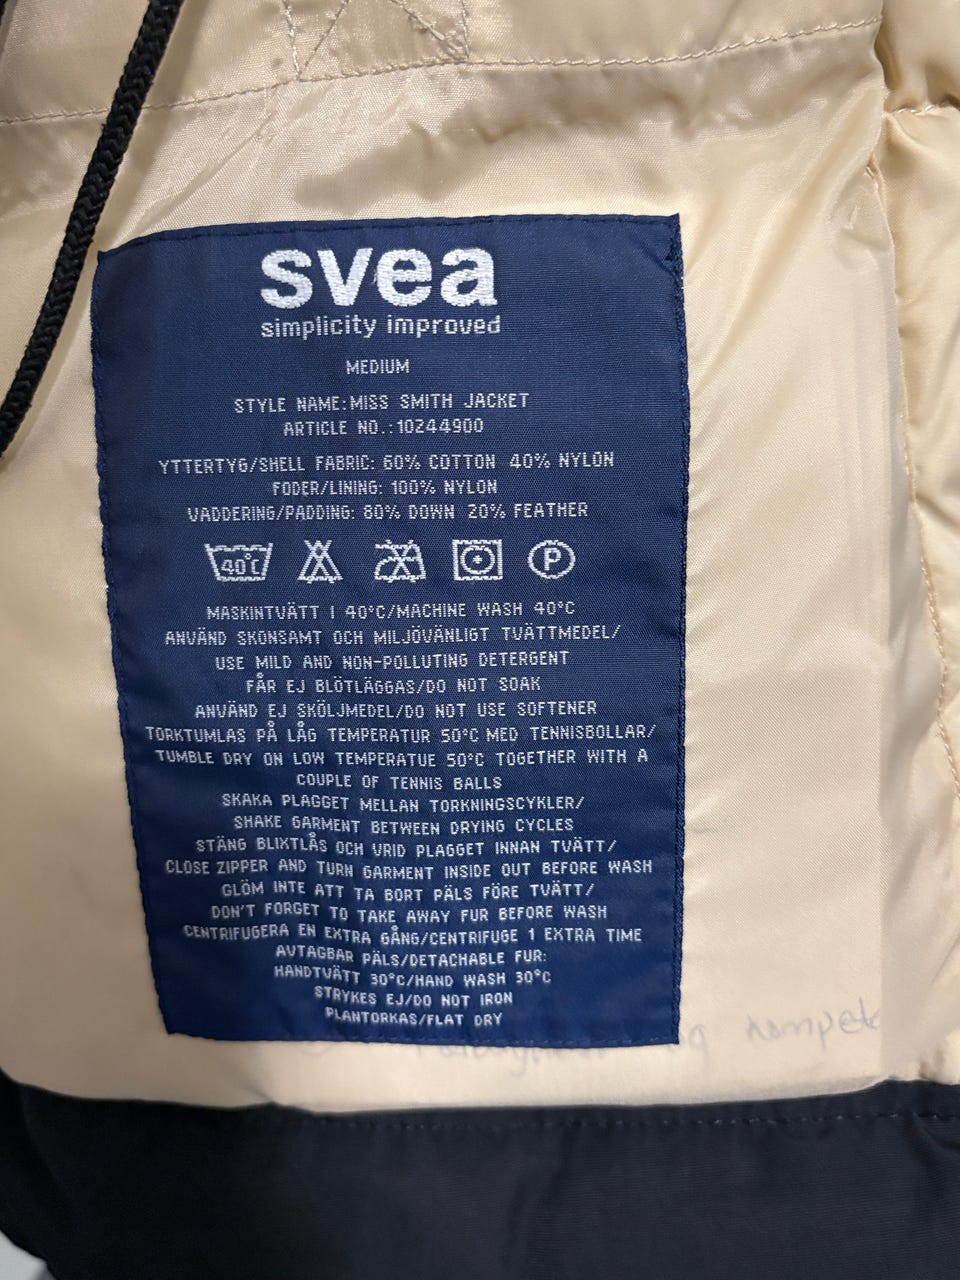 svea
simplicity improved
MEDIUM
STYLE NAME:MISS SMITH JACKET
ARTICLE NO.:10244900
YTTERTYG/SHELL FABRIC: 60% COTTON 40% NYLON
FODER/LINING: 100% NYLON
VADDERING/PADDING: 80% DOWN 20% FEATHER
40°C P
MASKINTVÄTT I 40°C/MACHINE WASH 40°C
ANVÄND SKONSAMT OCH MILJÖVÄNLIGT TVÄTTMEDEL/
USE MILD AND NON-POLLUTING DETERGENT
FÅR EJ BLÖTLÄGGAS/DO NOT SOAK
ANVÄND EJ SKÖLJMEDEL/DO NOT USE SOFTENER
TORKTUMLAS PÅ LÅG TEMPERATUR 50°C MED TENNISBOLLAR/
TUMBLE DRY ON LOW TEMPERATUE 50°C TOGETHER WITH A
COUPLE OF TENNIS BALLS
SKAKA PLAGGET MELLAN TORKNINGSCYKLER/
SHAKE GARMENT BETWEEN DRYING CYCLES
STÄNG BLIXTLÅS OCH VRID PLAGGET INNAN TVÄTT/
CLOSE ZIPPER AND TURN GARMENT INSIDE OUT BEFORE WASH
GLÖM INTE ATT TA BORT PÄLS FÖRE TVÄTT/
DON'T FORGET TO TAKE AWAY FUR BEFORE WASH
CENTRIFUGERA EN EXTRA GÅNG/CENTRIFUGE 1 EXTRA TIME
AVTAGBAR PÄLS/DETACHABLE FUR:
HANDTVÄTT 30°C/HAND WASH 30°C
STRYKES EJ/DO NOT IRON
PLANTORKAS/FLAT DRY